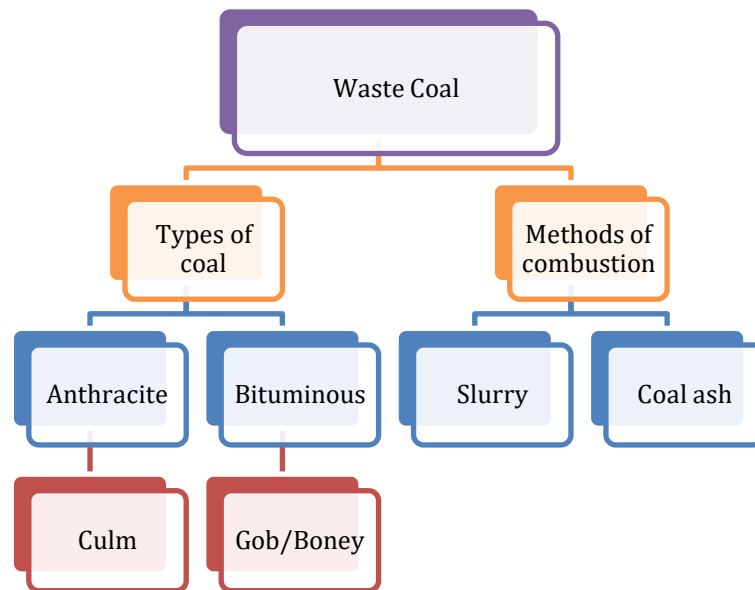 Waste Coal
Types of
coal
Methods of
combustion
Anthracite
Bituminous
Slurry
Coal ash
Culm
Gob/Boney